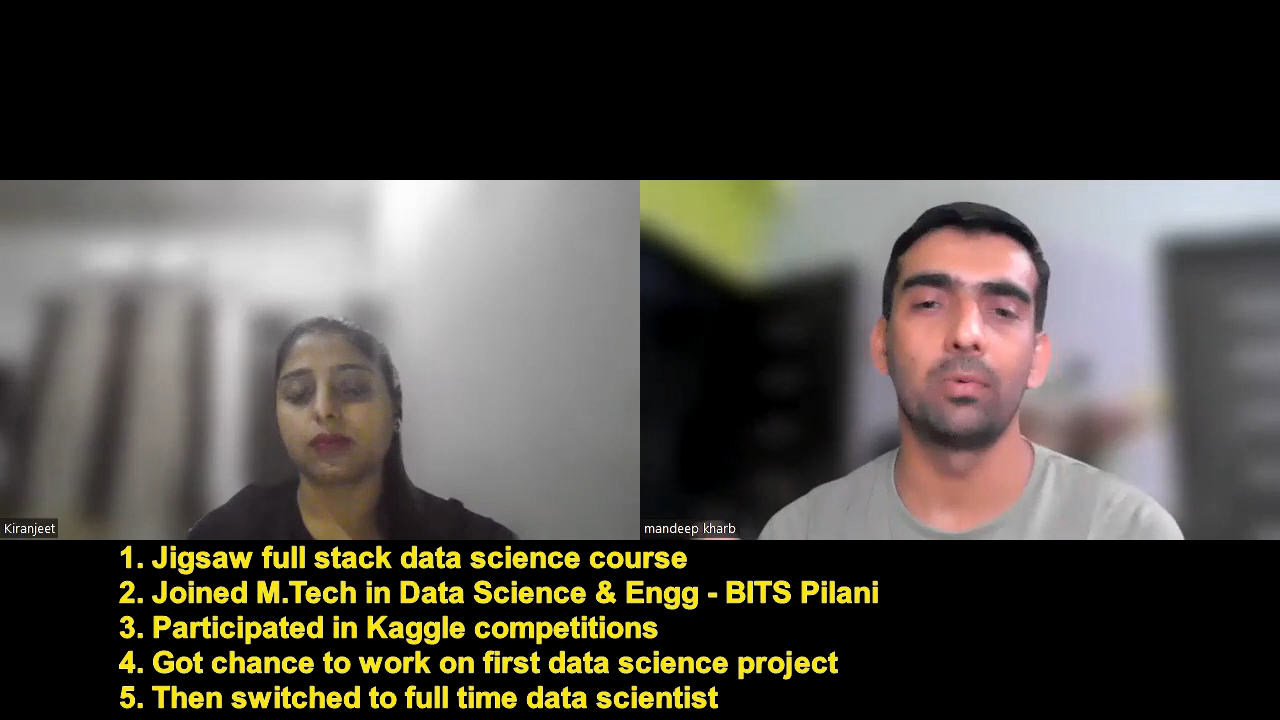 Kiranjeet
mandeep kharb
1. Jigsaw full stack data science course
2. Joined M.Tech in Data Science & Engg - BITS Pilani
3. Participated in Kaggle competitions
4. Got chance to work on first data science project
5. Then switched to full time data scientist